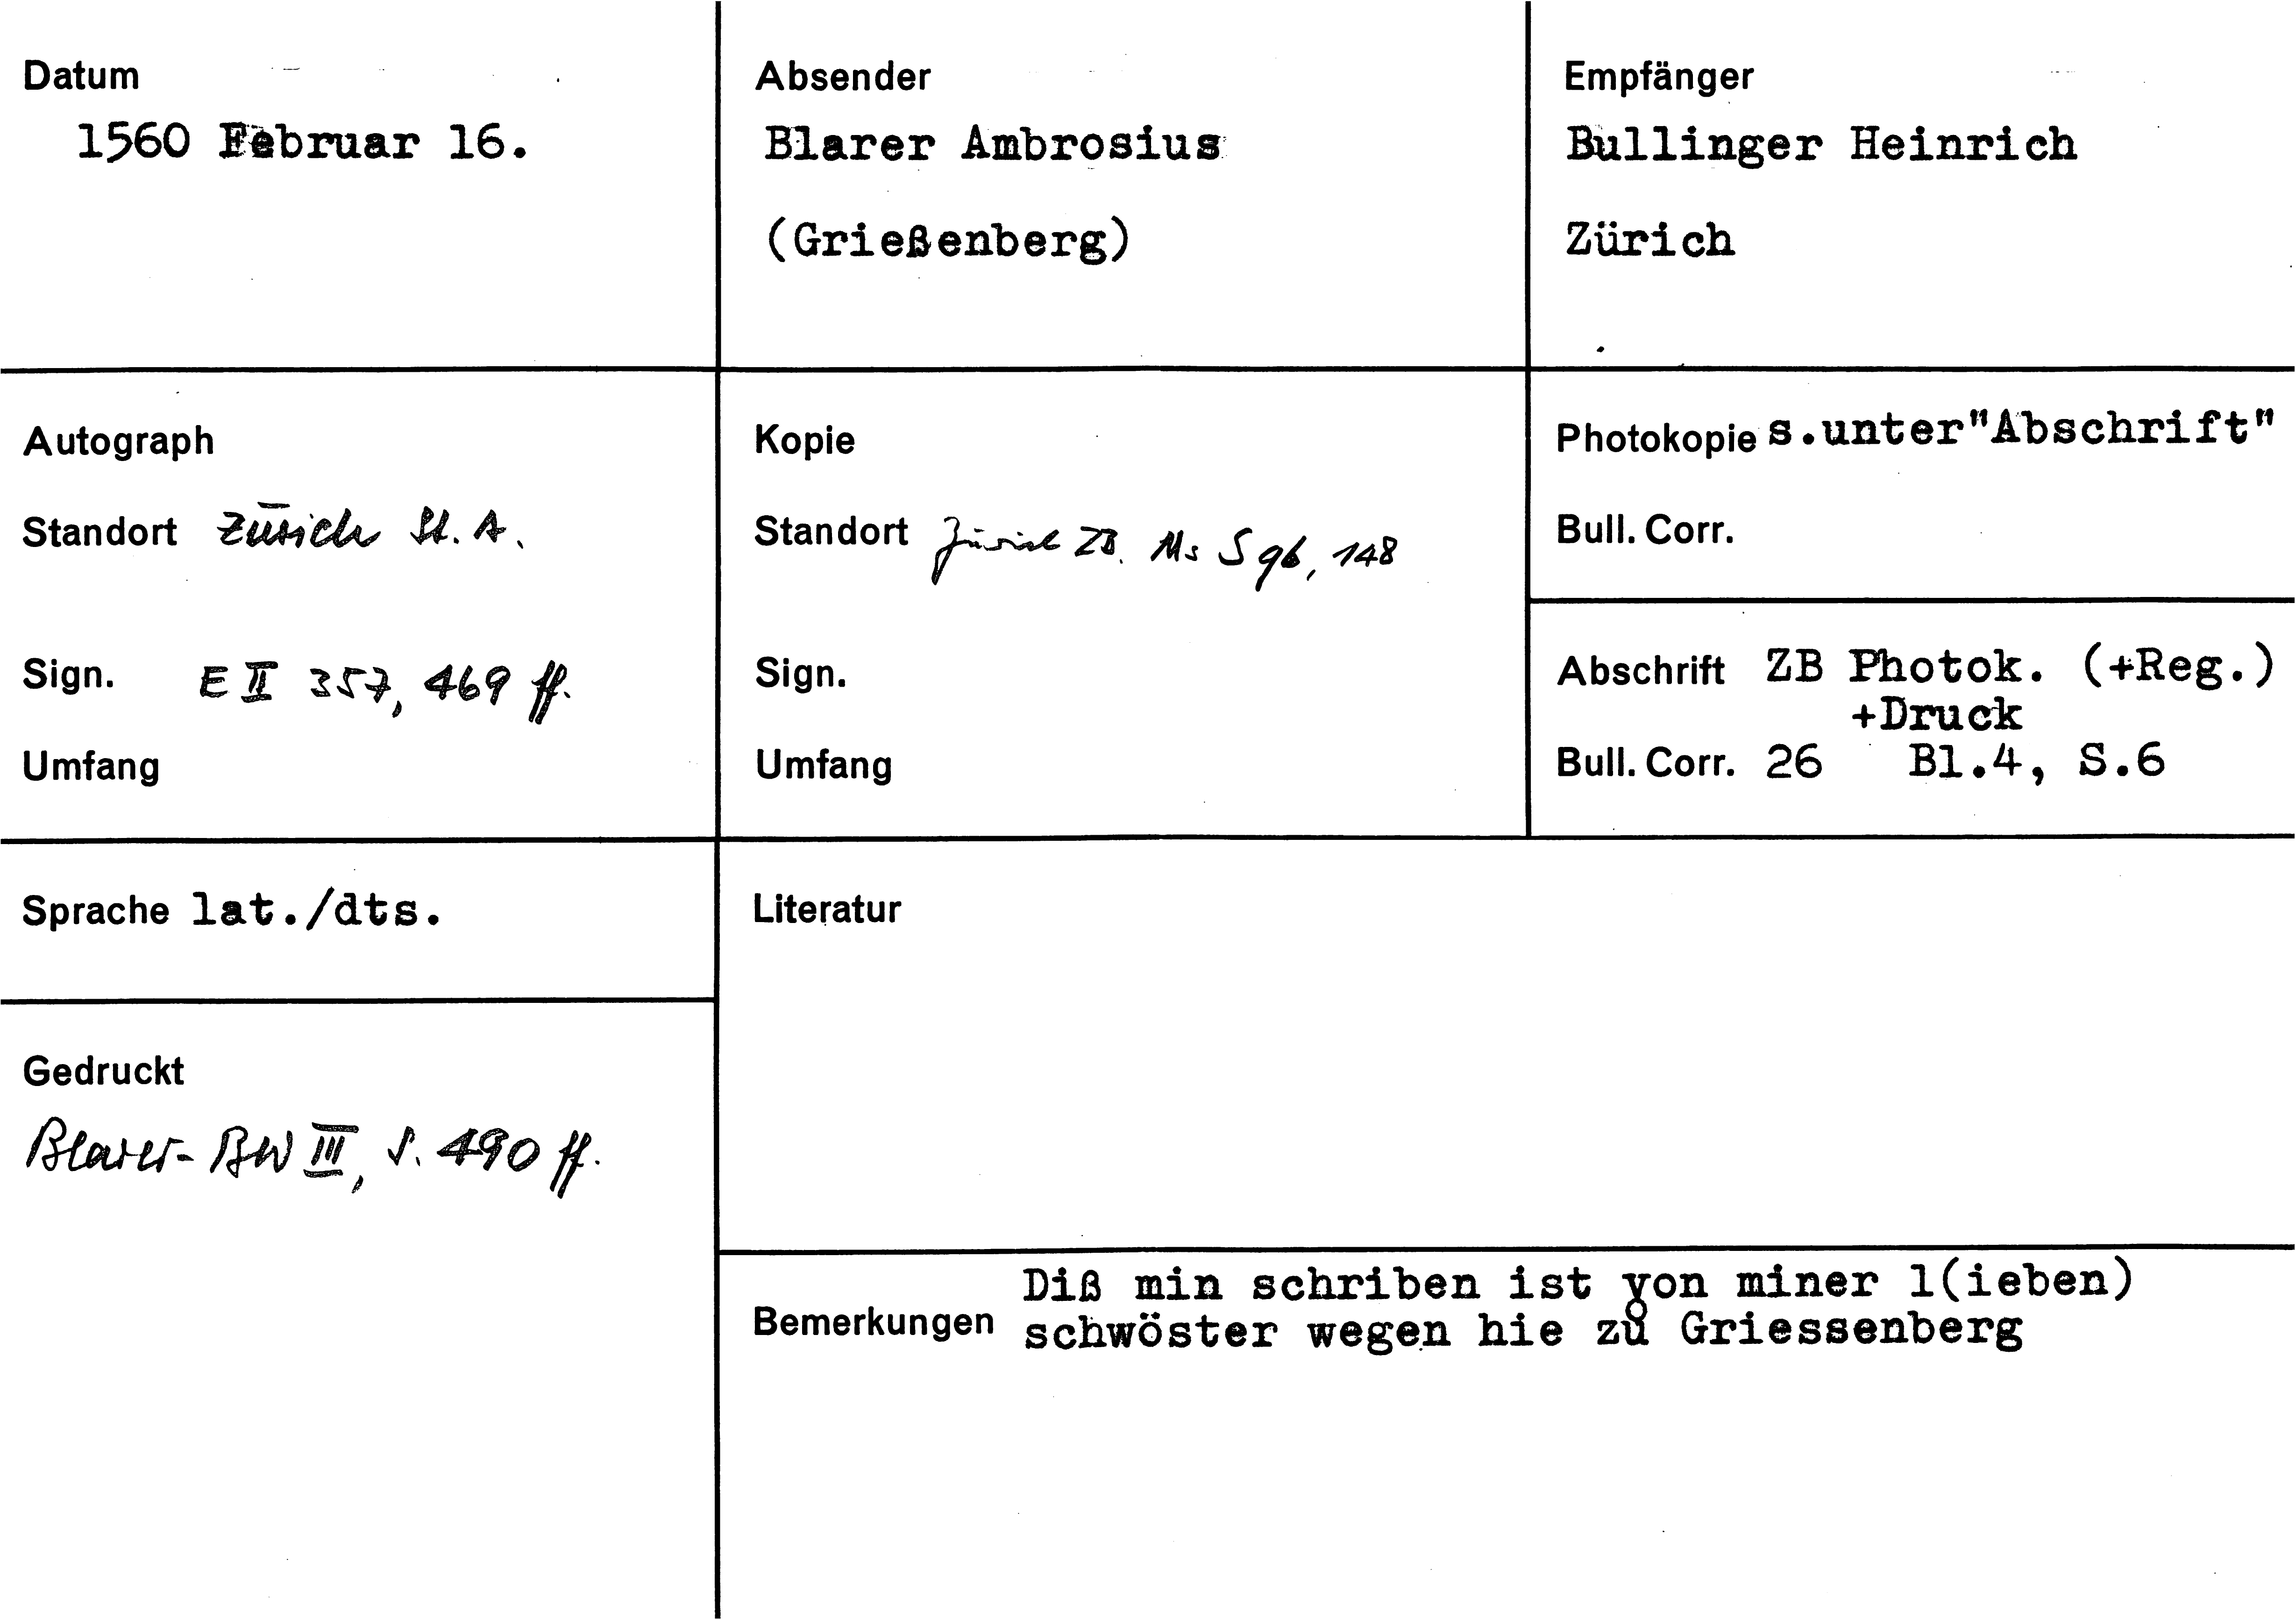 Datum
1560 Februar 16.
Absender
Blarer Ambrosius
(Grießenberg)
Empfänger
Bullinger Heinrich
Zürich
Autograph
Standort Zürich St. A.
Sign. E II 357, 469 ff.
Umfang
Kopie
Standort Zürich ZB. Ms S 96, 148
Sign.
Umfang
Photokopie s.unter"Abschrift"
Bull. Corr.
Abschrift ZB Photok. (+Reg.)
+Druck
Bull. Corr. 26 Bl.4, S.6
Sprache lat./dts.
Literatur
Gedruckt
Blarer-BW III, S. 490 ff.
Bemerkungen
Diß min schriben ist von miner l(ieben)
schwöster wegen hie zů Griessenberg